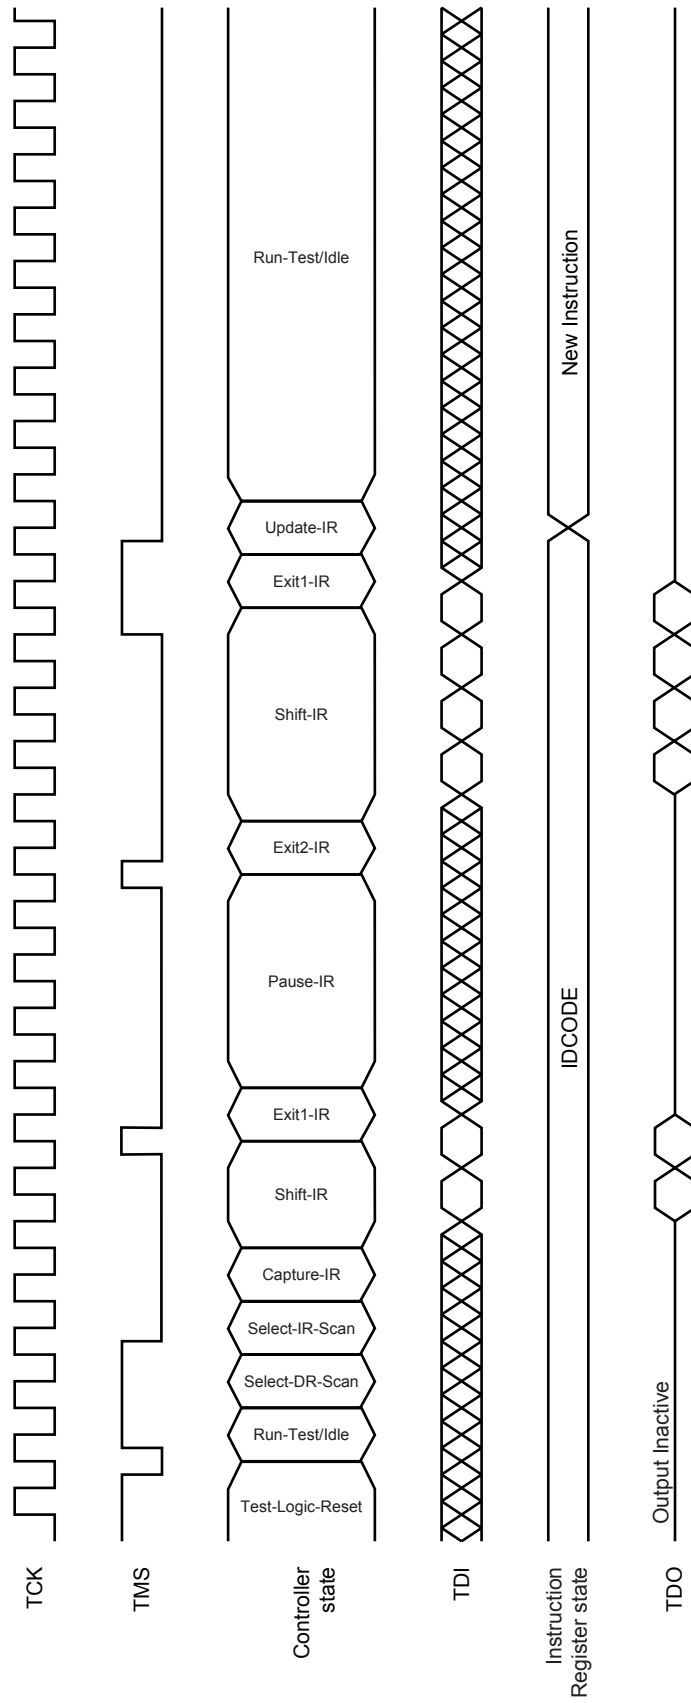 TCK
TMS
Controller
state
Test-Logic-Reset
Run-Test/Idle
Select-DR-Scan
Select-IR-Scan
Capture-IR
Shift-IR
Exit1-IR
Pause-IR
Exit2-IR
Shift-IR
Exit1-IR
Update-IR
Run-Test/Idle
TDI
Instruction
Register state
IDCODE
New Instruction
TDO
Output Inactive